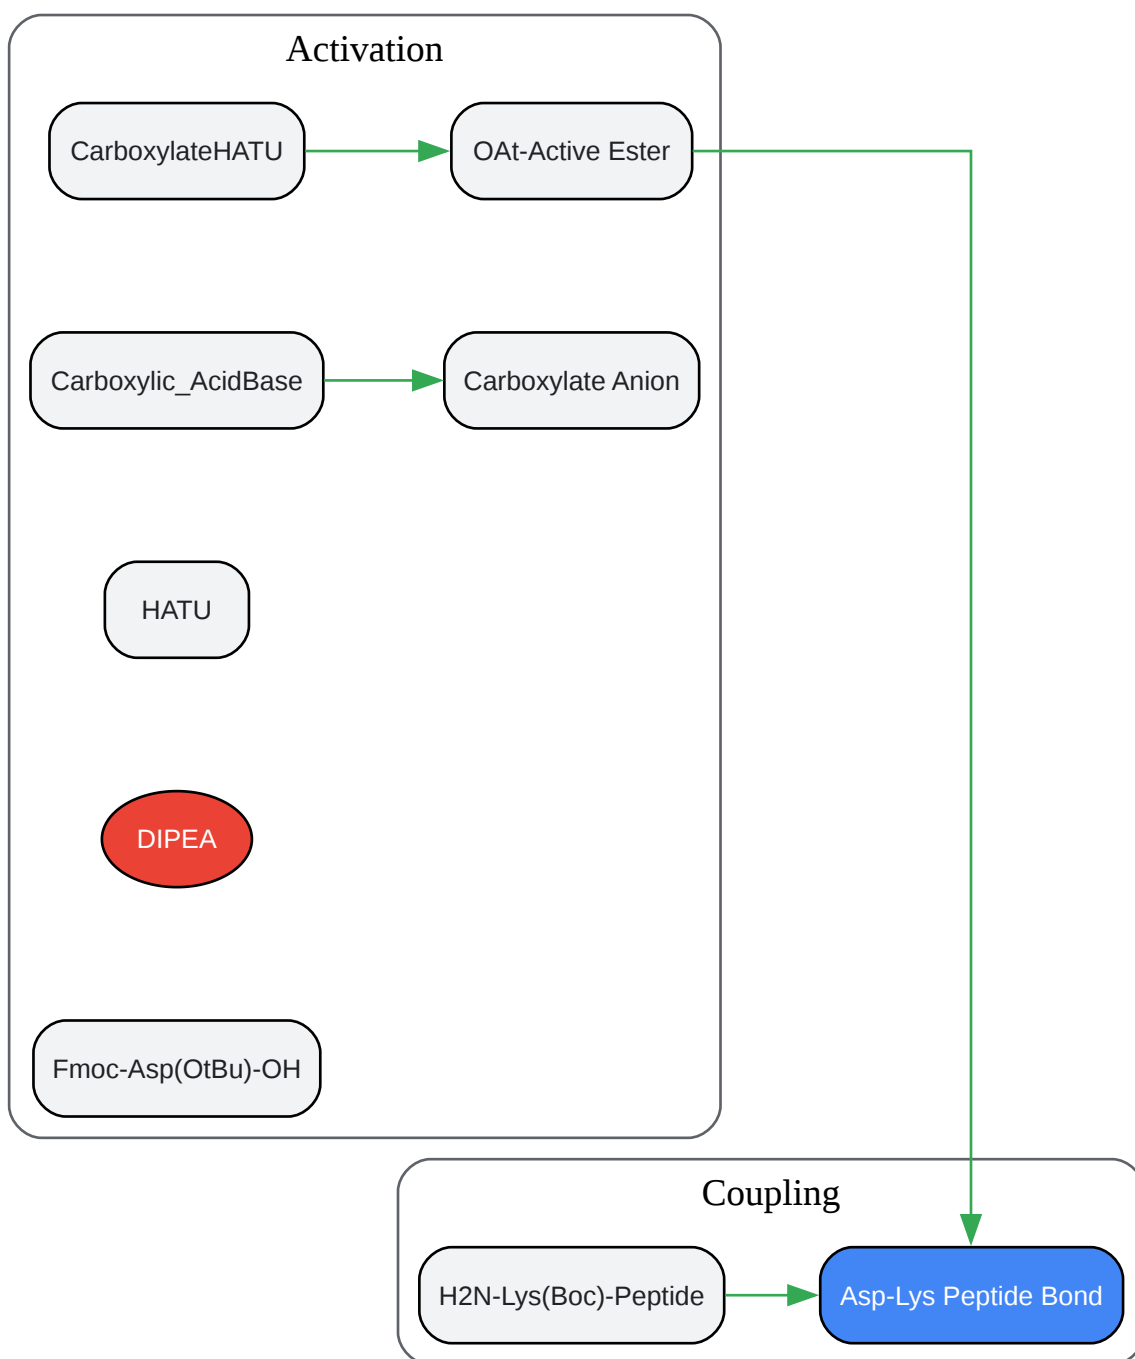 Activation
CarboxylateHATU
OAt-Active Ester
Carboxylic_AcidBase
Carboxylate Anion
HATU
DIPEA
Fmoc-Asp(OtBu)-OH
Coupling
H2N-Lys(Boc)-Peptide
Asp-Lys Peptide Bond